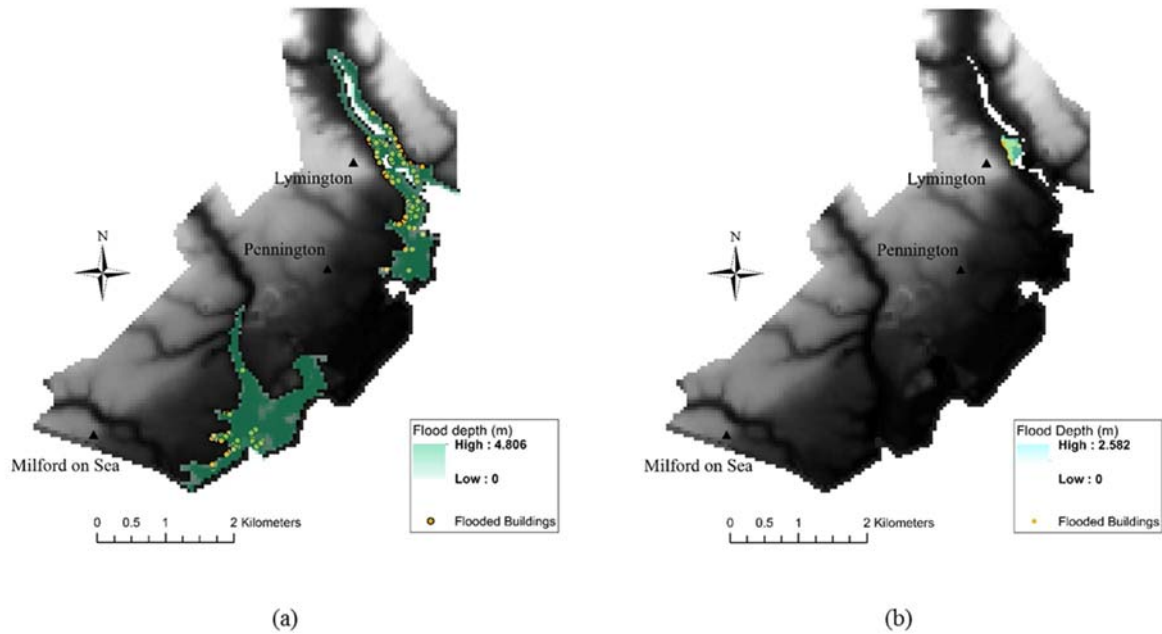 Lymington
Pennington
N
Milford on Sea
Flood depth (m)
High : 4.806
Low : 0
Flooded Buildings
0 0.5 1 2 Kilometers
(a)
Lymington
Pennington
N
Milford on Sea
Flood Depth (m)
High : 2.582
Low : 0
Flooded Buildings
0 0.5 1 2 Kilometers
(b)